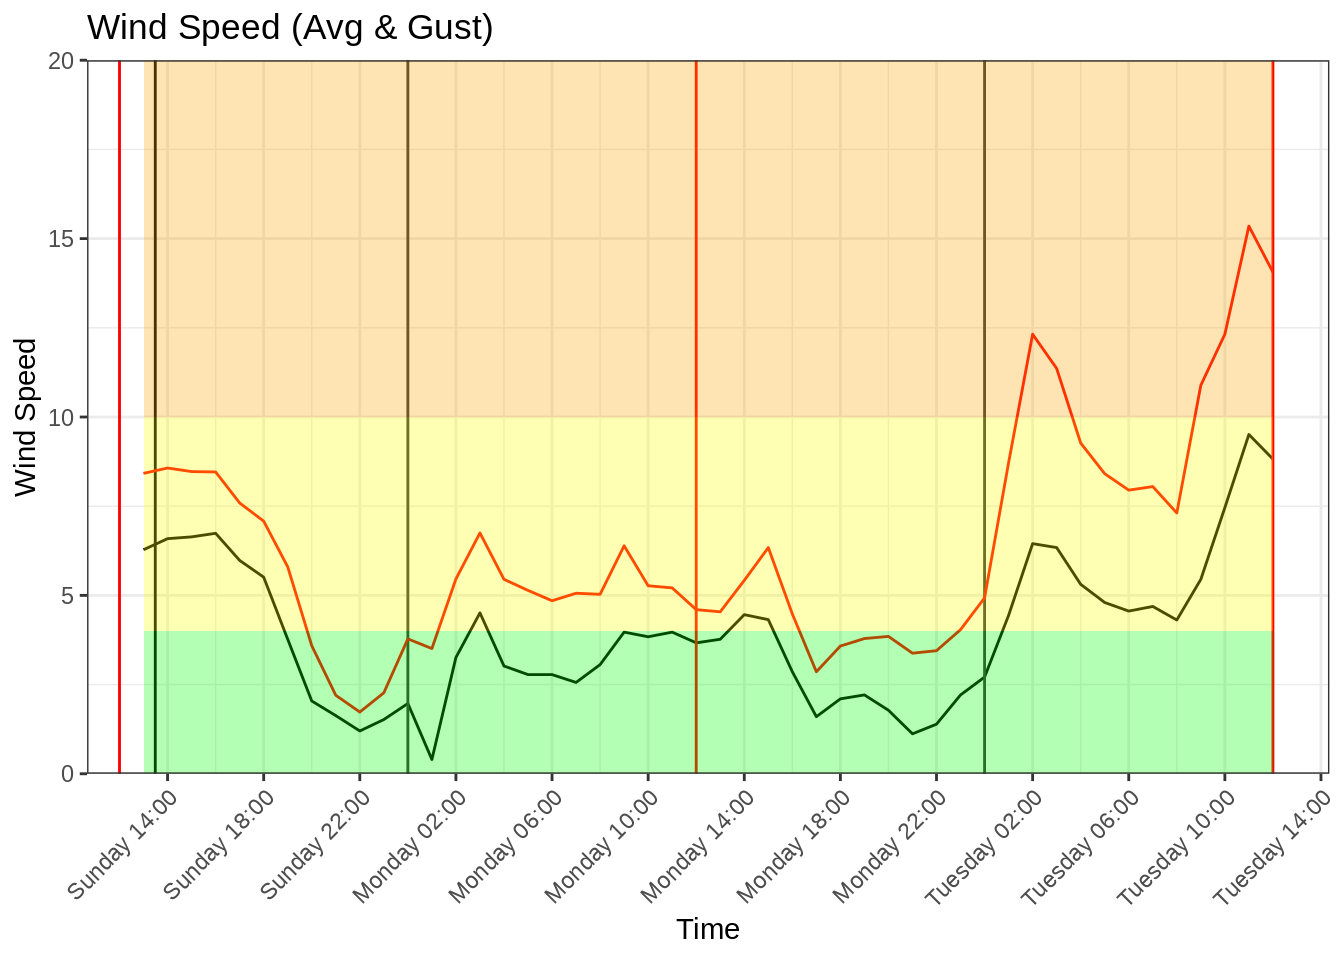 Wind Speed (Avg & Gust)
20
15
10
5
0
Wind Speed
Sunday 14:00
Sunday 18:00
Sunday 22:00
Monday 02:00
Monday 06:00
Monday 10:00
Monday 14:00
Monday 18:00
Monday 22:00
Tuesday 02:00
Tuesday 06:00
Tuesday 10:00
Tuesday 14:00
Time